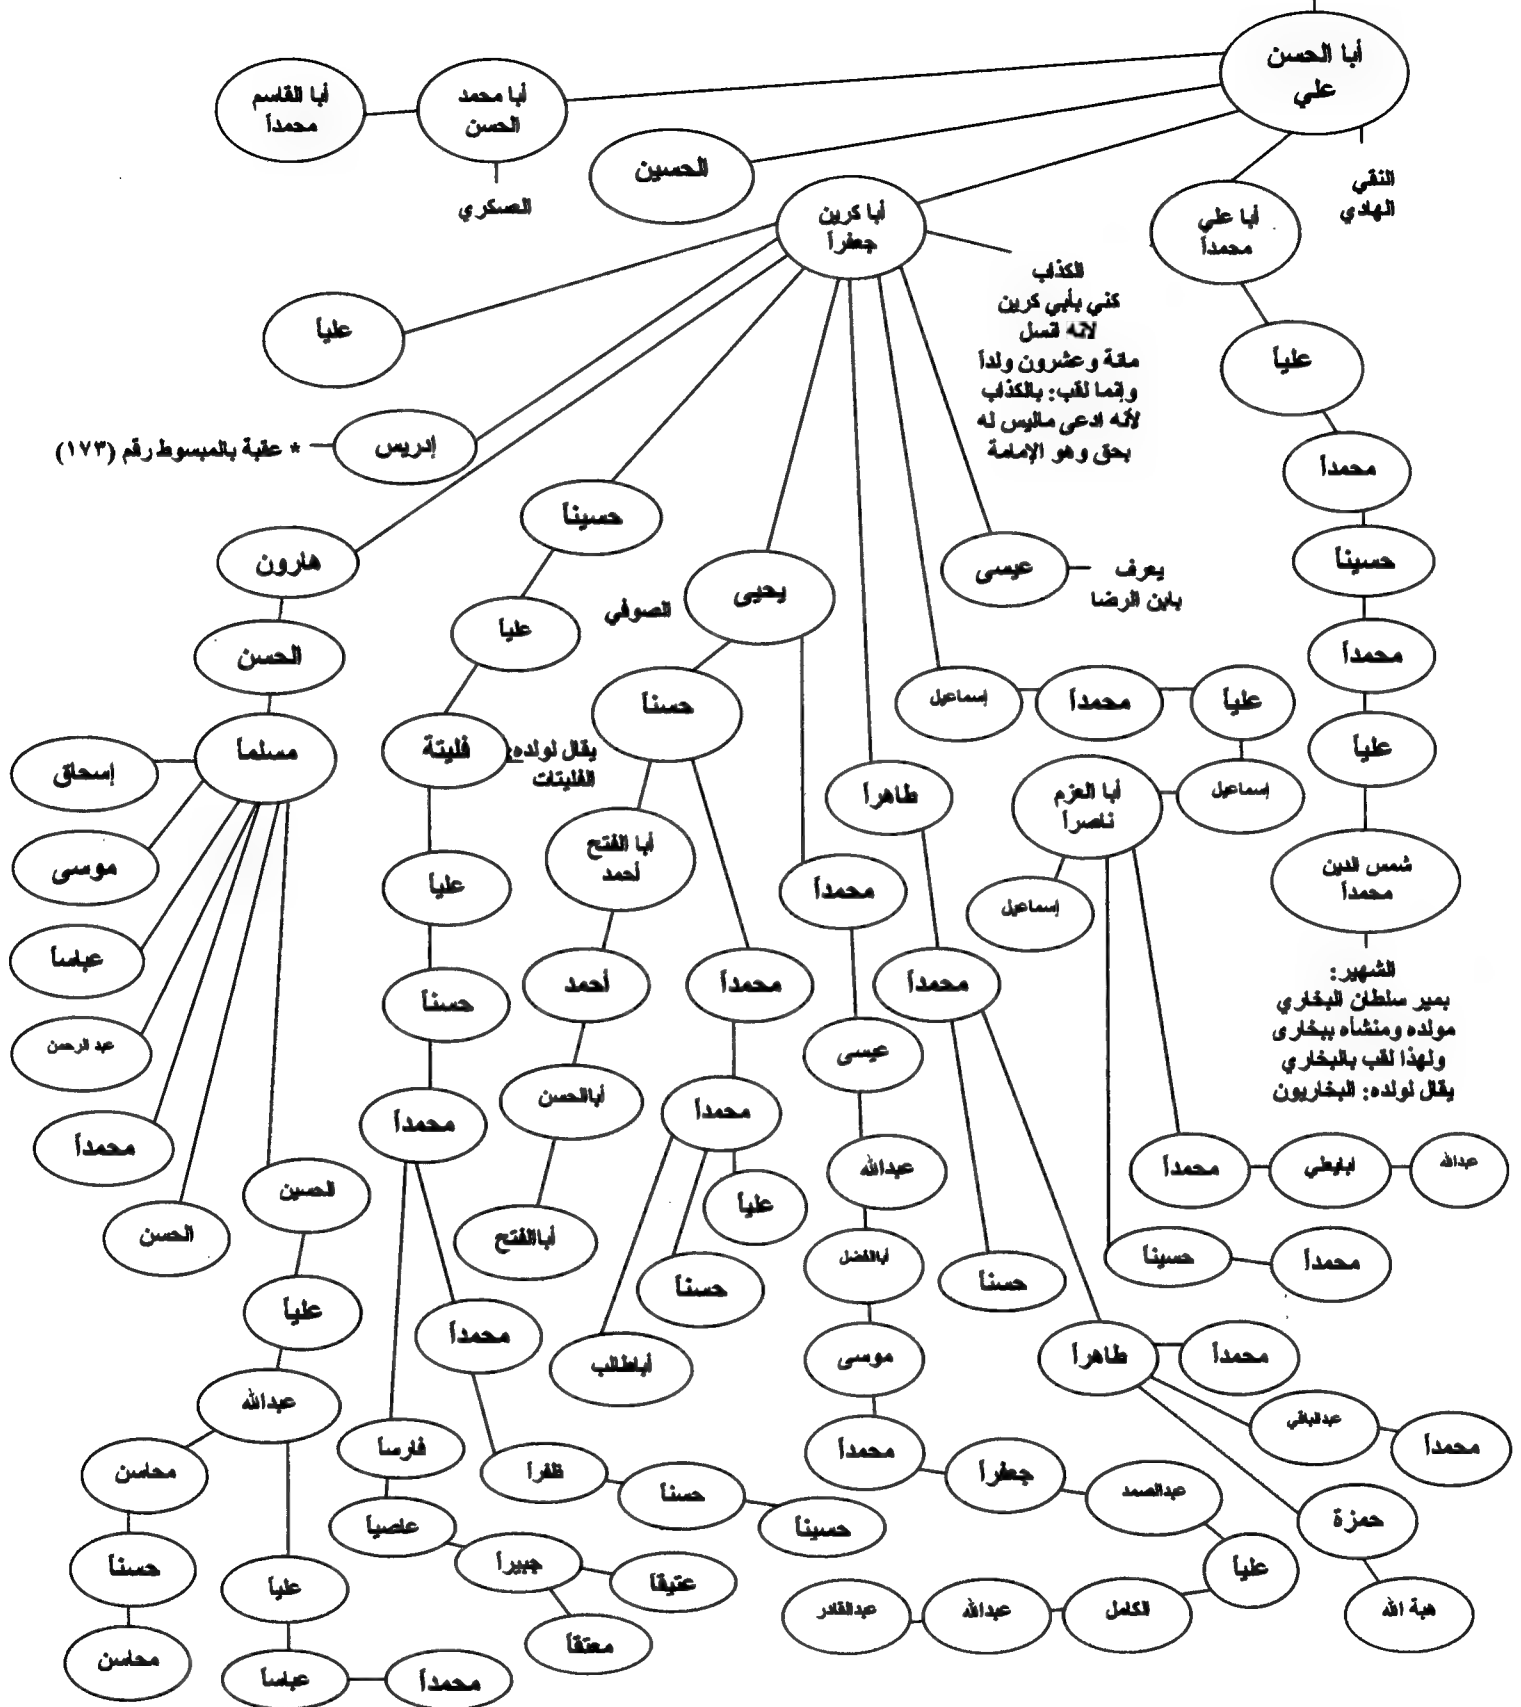 أبا الحسن
علي
النقي
الهادي
أبا محمد
الحسن
العسكري
أبا القاسم
محمداً
الحسين
أبا كرين
جعفراً
الكذاب
كني بأبي كرين
لانه انسل
مائة وعشرون ولداً
وإنما لقب: بالكذاب
لأنه ادعى ماليس له
بحق وهو الإمامة
أبا علي
محمداً
علياً
محمداً
حسيناً
محمداً
علياً
شمس الدين
محمداً
الشهير:
بمير سلطان البخاري
مولده ومنشأه ببخارى
ولهذا لقب بالبخاري
يقال لولده: البخاريون
علياً
إدريس
* عقبة بالمبسوط رقم (١٧٣)
هارون
الحسن
مسلماً
إسحاق
موسى
عباساً
عبد الرحمن
محمداً
الحسن
الحسين
علياً
عبدالله
محاسن
حسناً
محاسن
علياً
عباساً
محمداً
حسيناً
علياً
فليتة
يقال لولده:
الفليتات
علياً
حسناً
محمداً
فارساً
عاصياً
جبيراً
عتيقاً
معتقاً
محمداً
ظفراً
حسناً
حسيناً
يحيى
الصوفي
حسناً
أبا الفتح
أحمد
أحمد
أباالحسن
أباالفتح
محمداً
محمداً
علياً
حسناً
أباطالب
محمداً
عيسى
عبدالله
أباالفضل
موسى
محمداً
جعفراً
عبدالصمد
علياً
الكامل
عبدالله
عبدالقادر
طاهراً
محمداً
حسناً
طاهراً
محمداً
عبدالباقي
محمداً
حمزة
هبة الله
إسماعيل
محمداً
علياً
إسماعيل
أبا العزم
ناصراً
إسماعيل
محمداً
ابايعلي
عبدالله
حسيناً
محمداً
عيسى
يعرف
بابن الرضا